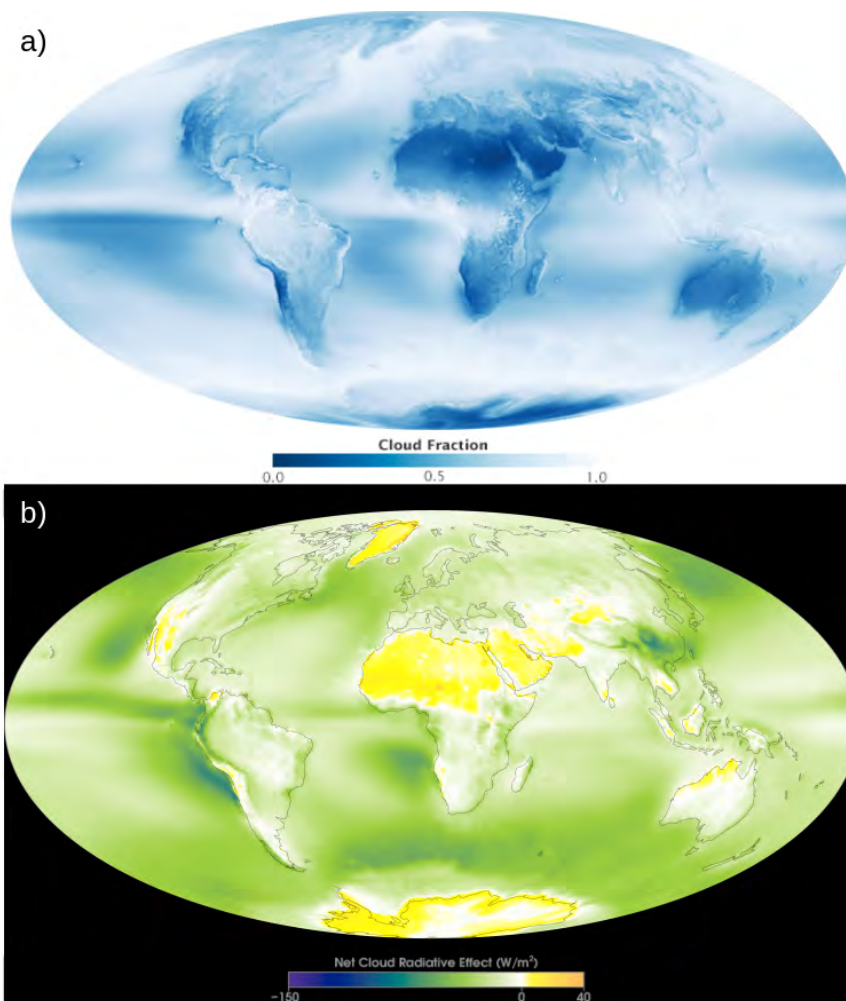 a)
Cloud Fraction
0.0 0.5 1.0
b)
Net Cloud Radiative Effect (W/m²)
−150 0 40